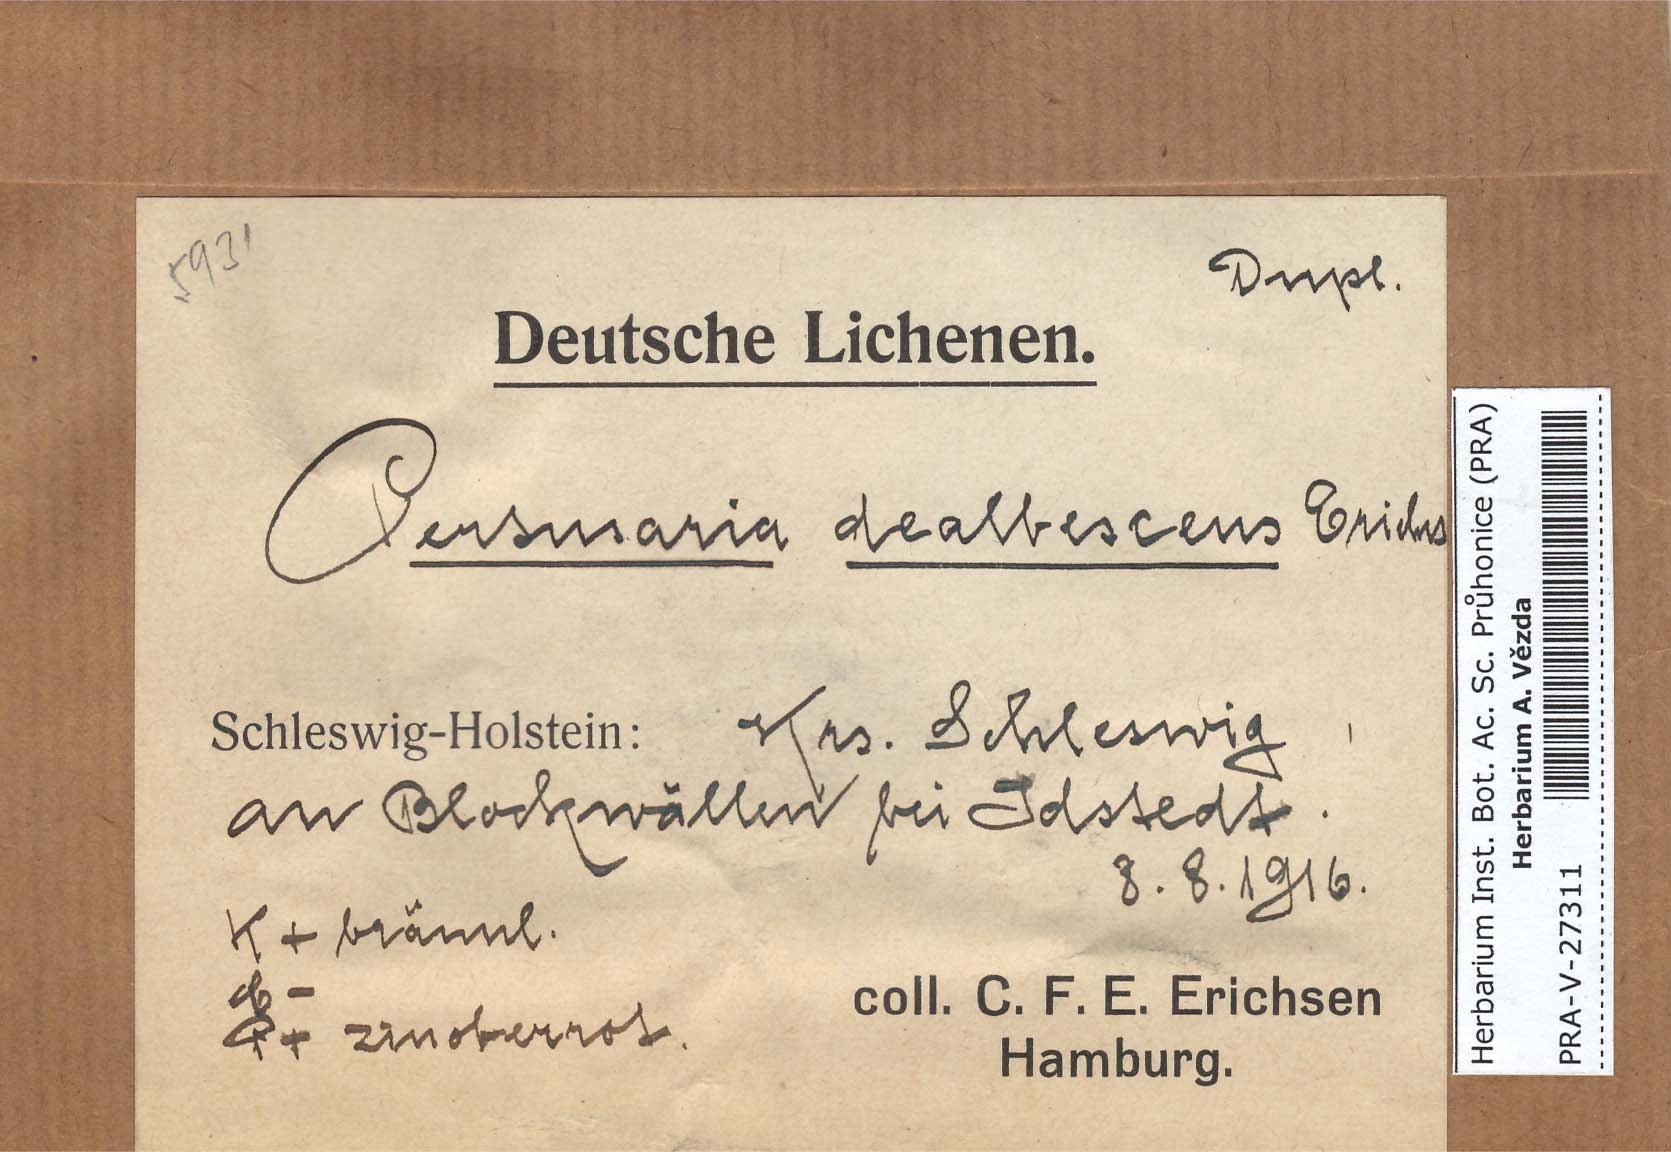 5931
Dupl.
Deutsche Lichenen.
Pertusaria dealbescens Erichs
Schleswig-Holstein: Krs. Schleswig
an Blockwällen bei Idstedt.
8.8.1916.
K + bräunl.
C -
P + zinoberrot.
coll. C. F. E. Erichsen
Hamburg.
Herbarium Inst. Bot. Ac. Sc. Průhonice (PRA)
Herbarium A. Vězda
PRA-V-27311